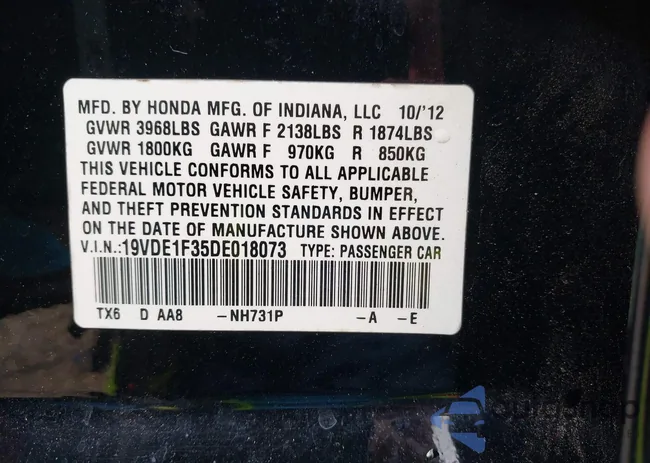 MFD. BY HONDA MFG. OF INDIANA, LLC 10/'12
GVWR 3968LBS GAWR F 2138LBS R 1874LBS
GVWR 1800KG GAWR F 970KG R 850KG
THIS VEHICLE CONFORMS TO ALL APPLICABLE
FEDERAL MOTOR VEHICLE SAFETY, BUMPER,
AND THEFT PREVENTION STANDARDS IN EFFECT
ON THE DATE OF MANUFACTURE SHOWN ABOVE.
V.I.N.:19VDE1F35DE018073 TYPE: PASSENGER CAR
TX6 D AA8 -NH731P -A -E